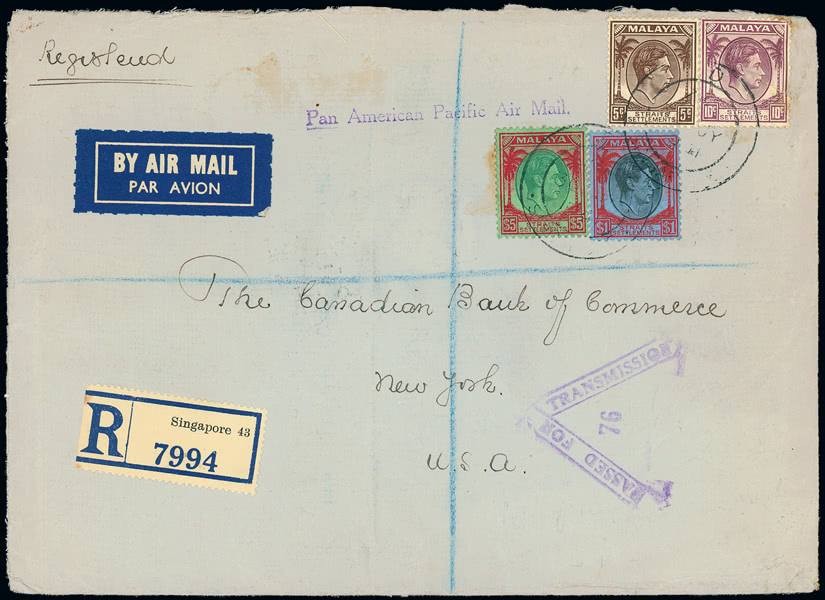 Registered
MALAYA
MALAYA
5c 5c
10c 10c
STRAITS
SETTLEMENTS
STRAITS
SETTLEMENTS
Pan American Pacific Air Mail.
BY AIR MAIL
PAR AVION
MALAYA
MALAYA
$5 $5
$1 $1
STRAITS
SETTLEMENTS
STRAITS
SETTLEMENTS
The Canadian Bank of Commerce
New York.
U.S.A.
PASSED FOR TRANSMISSION
76
R
Singapore 43
7994